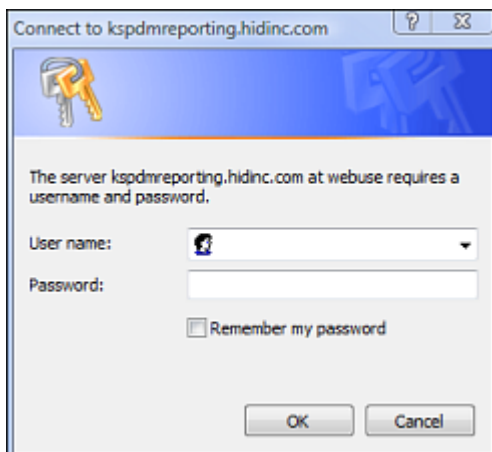 Connect to kspdmreporting.hidinc.com
The server kspdmreporting.hidinc.com at webuse requires a
username and password.
User name:
Password:
Remember my password
OK Cancel